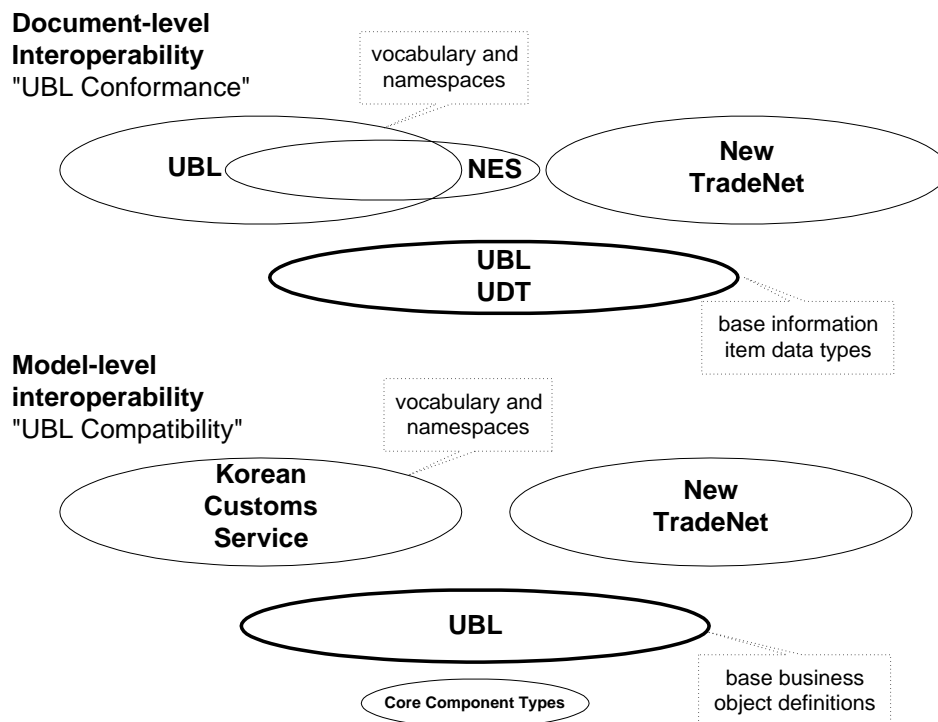 Document-level
Interoperability
"UBL Conformance"
vocabulary and
namespaces
UBL
NES
New
TradeNet
UBL
UDT
base information
item data types
Model-level
interoperability
"UBL Compatibility"
vocabulary and
namespaces
Korean
Customs
Service
New
TradeNet
UBL
base business
object definitions
Core Component Types